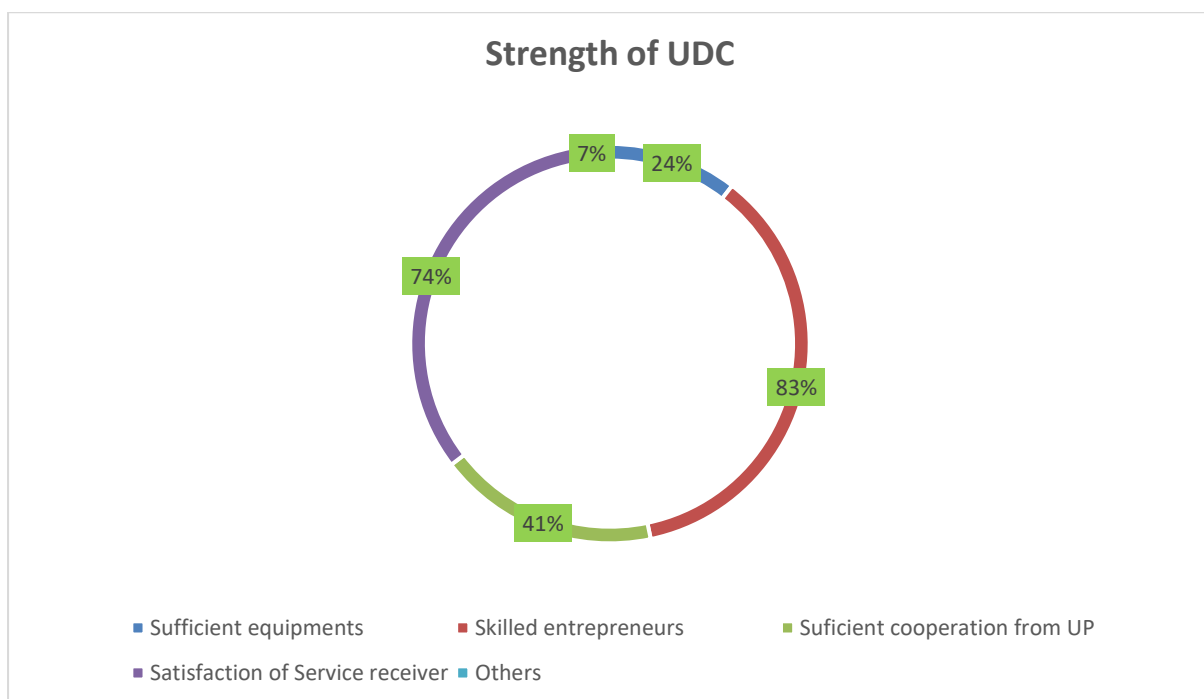 Strength of UDC
7%
24%
74%
83%
41%
Sufficient equipments
Skilled entrepreneurs
Suficient cooperation from UP
Satisfaction of Service receiver
Others